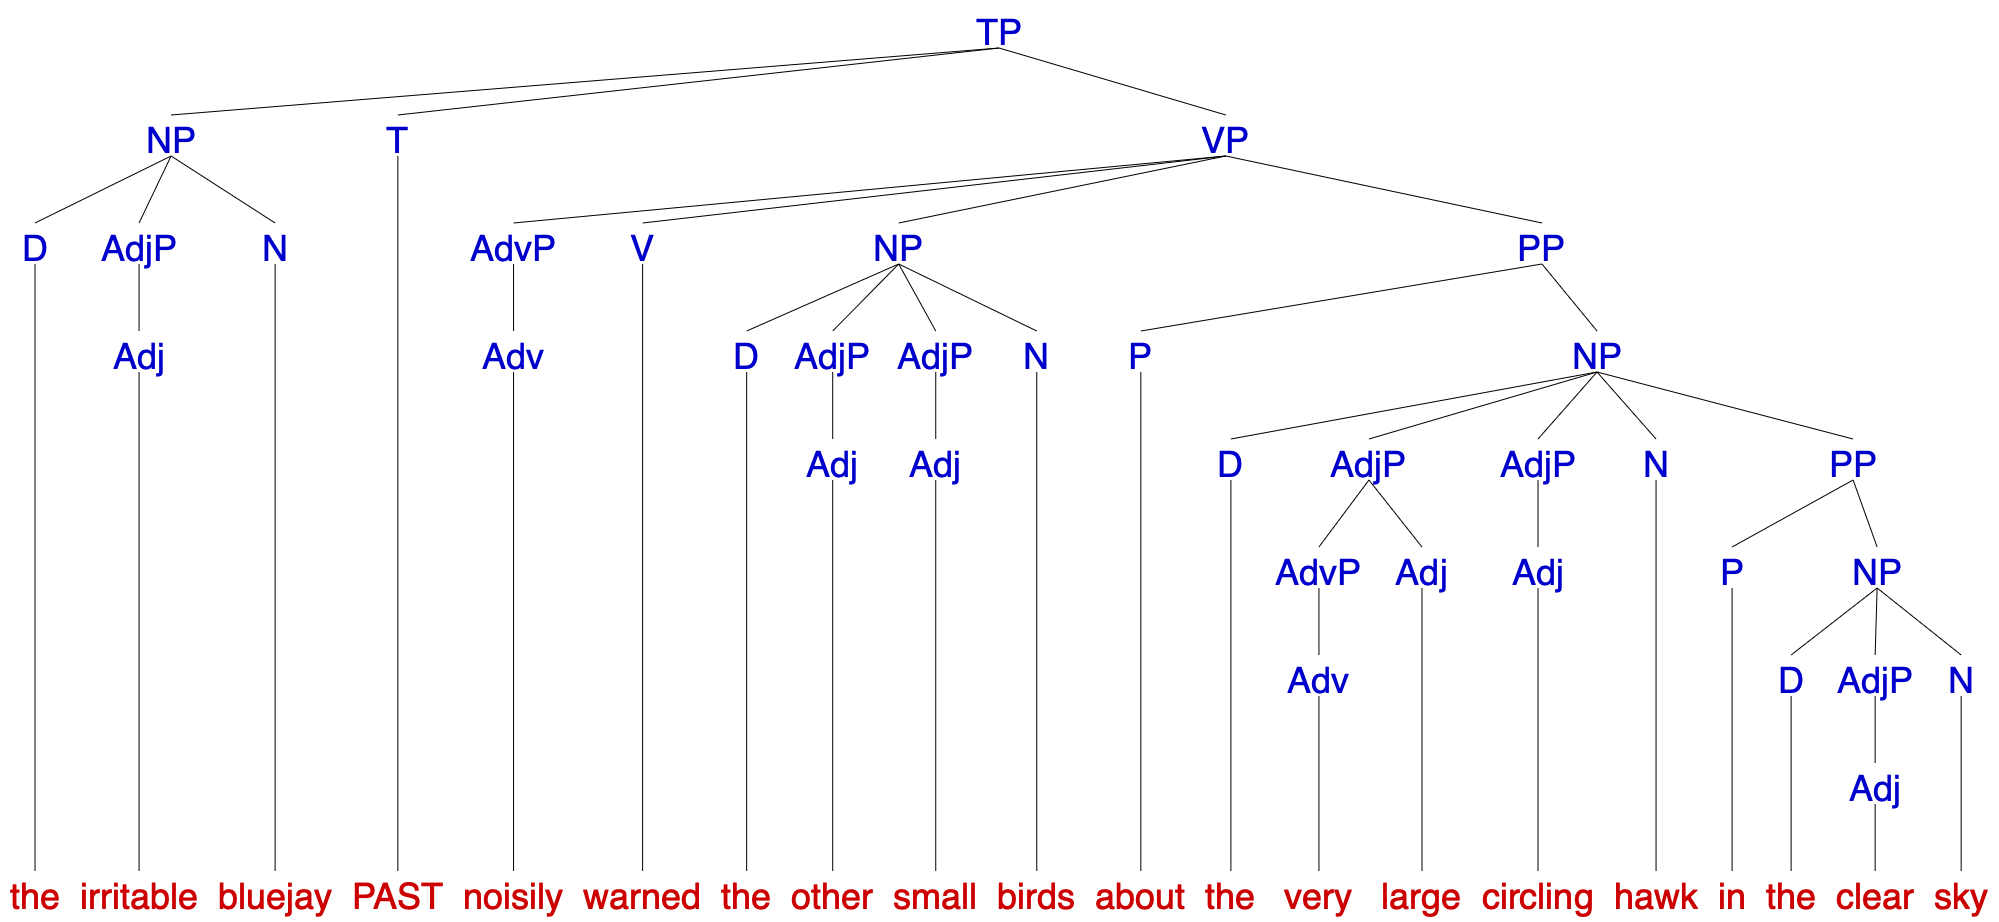 TP
NP T VP
D AdjP N AdvP V NP PP
Adj Adv D AdjP AdjP N P NP
Adj Adj D AdjP AdjP N PP
AdvP Adj Adj P NP
Adv D AdjP N
Adj
the irritable bluejay PAST noisily warned the other small birds about the very large circling hawk in the clear sky